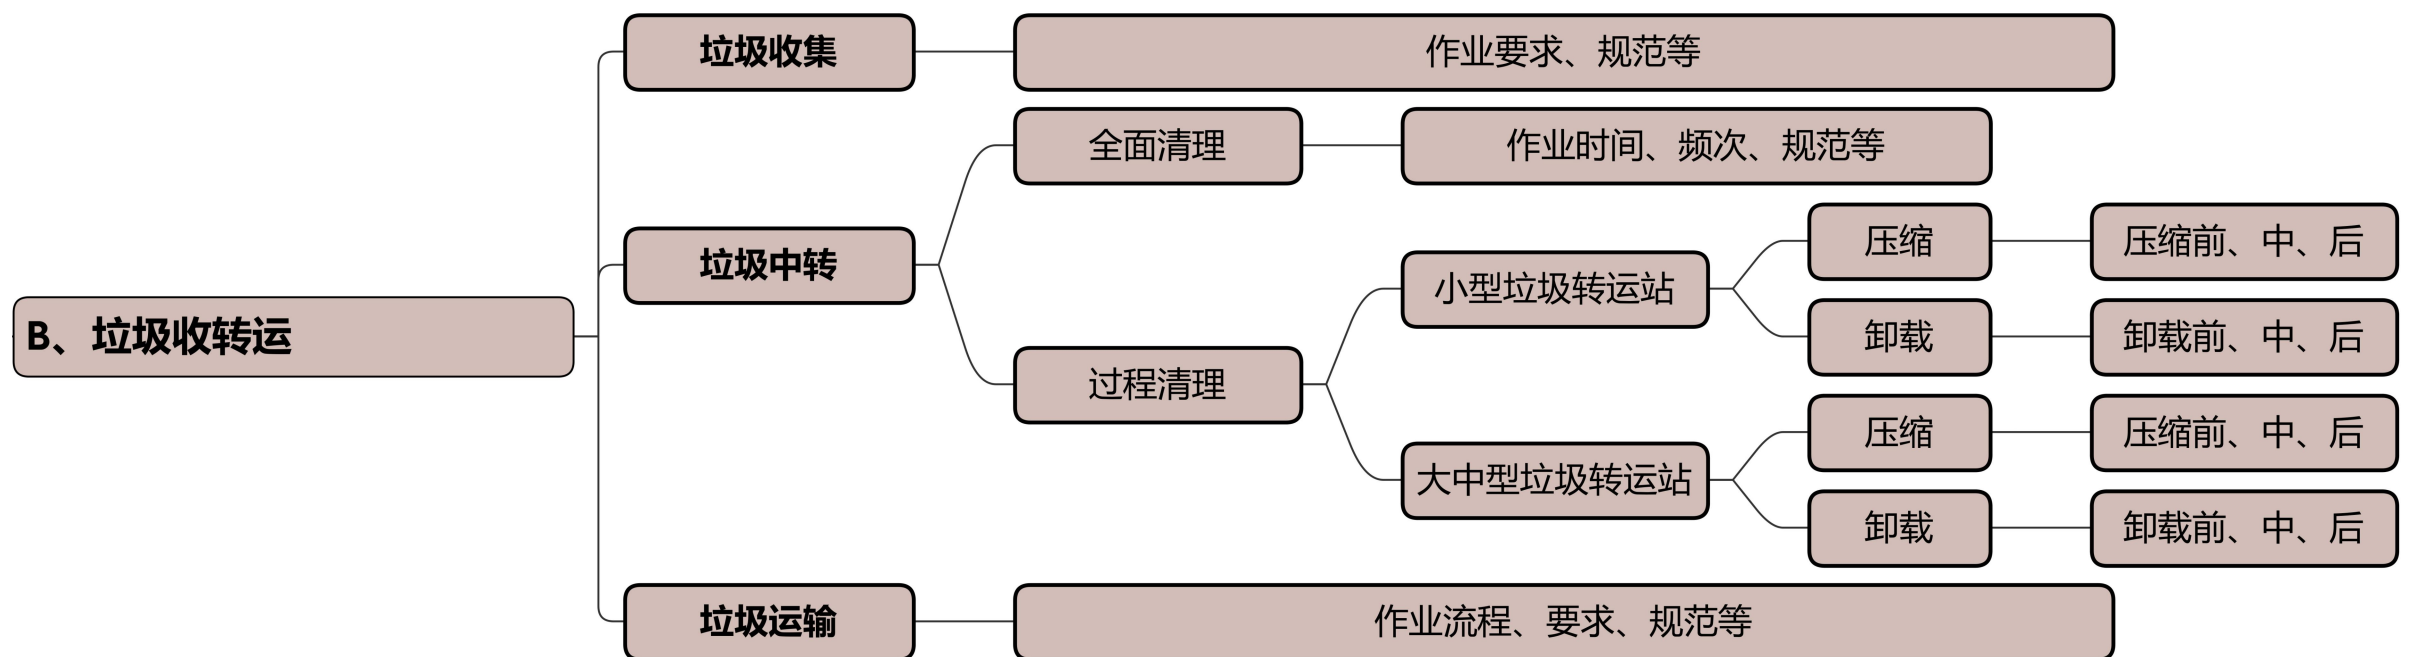 垃圾收集
作业要求、规范等
全面清理
作业时间、频次、规范等
垃圾中转
压缩
压缩前、中、后
小型垃圾转运站
卸载
卸载前、中、后
B、垃圾收转运
过程清理
压缩
压缩前、中、后
大中型垃圾转运站
卸载
卸载前、中、后
垃圾运输
作业流程、要求、规范等